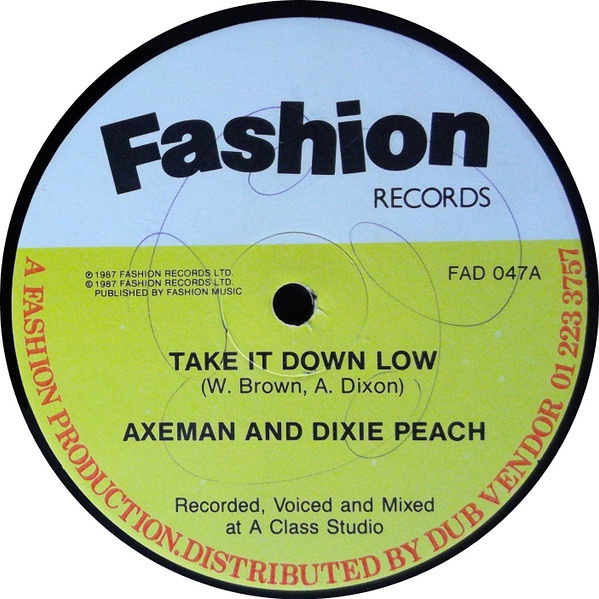 Fashion
RECORDS
℗ 1987 FASHION RECORDS LTD.
© 1987 FASHION RECORDS LTD.
PUBLISHED BY FASHION MUSIC
FAD 047A
TAKE IT DOWN LOW
(W. Brown, A. Dixon)
AXEMAN AND DIXIE PEACH
Recorded, Voiced and Mixed
at A Class Studio
A FASHION PRODUCTION.DISTRIBUTED BY DUB VENDOR 01 223 3757